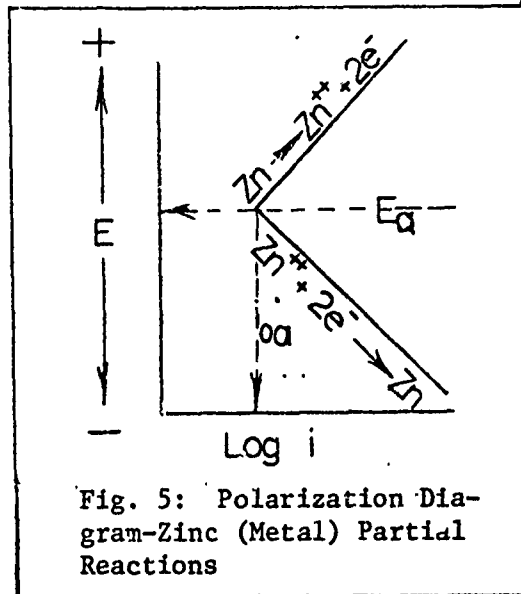 +
Zn → Zn⁺⁺ + 2e⁻
E
Ea
Zn⁺⁺ + 2e⁻ → Zn
oa
—
Log i
Fig. 5: Polarization Dia-
gram-Zinc (Metal) Partial
Reactions